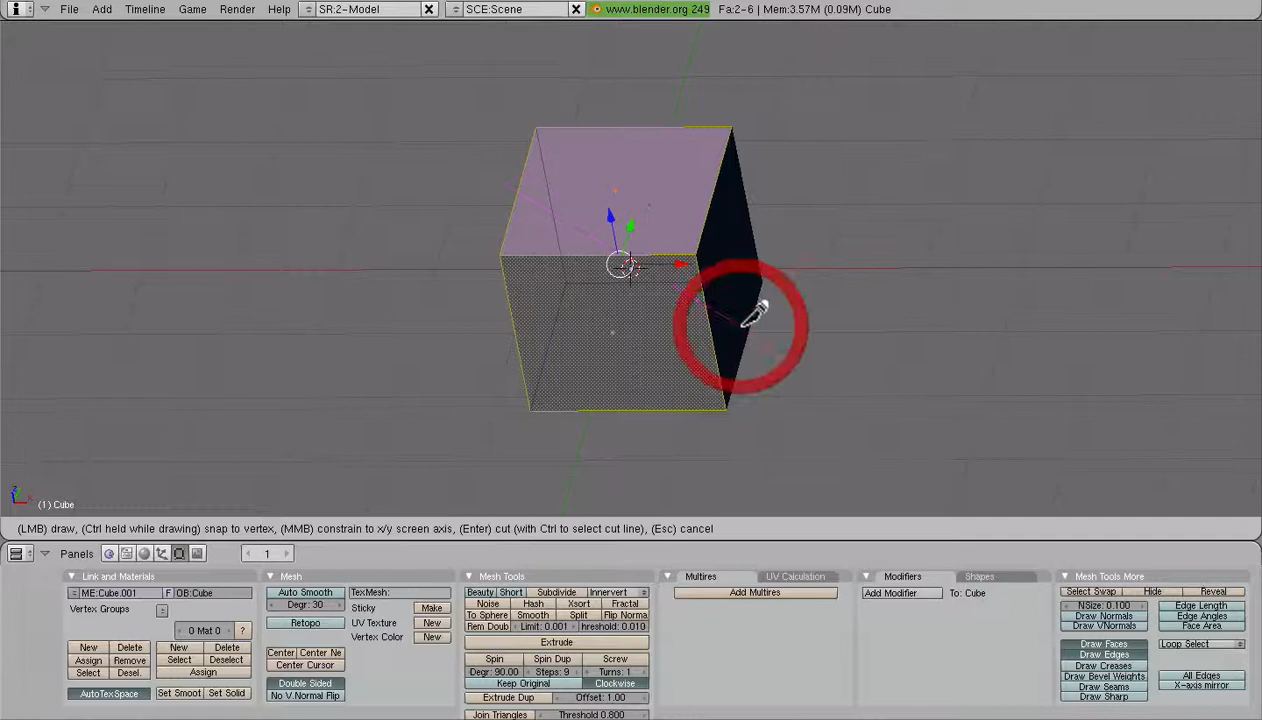 File Add Timeline Game Render Help SR:2-Model SCE:Scene www.blender.org 249 Fa:2-6 | Mem:3.57M (0.09M) Cube
(1) Cube
(LMB) draw, (Ctrl held while drawing) snap to vertex, (MMB) constrain to x/y screen axis, (Enter) cut (with Ctrl to select cut line), (Esc) cancel
Panels 1
Link and Materials
ME:Cube.001 F OB:Cube
Vertex Groups
0 Mat 0 ?
New Delete New Delete
Assign Remove Select Deselect
Select Desel. Assign
AutoTexSpace Set Smoot Set Solid
Mesh
Auto Smooth TexMesh:
Degr: 30 Sticky Make
Retopo UV Texture New
Vertex Color New
Center Center Ne
Center Cursor
Double Sided
No V.Normal Flip
Mesh Tools
Beauty Short Subdivide Innervert
Noise Hash Xsort Fractal
To Sphere Smooth Split Flip Norma
Rem Doub Limit: 0.001 hreshold: 0.010
Extrude
Spin Spin Dup Screw
Degr: 90.00 Steps: 9 Turns: 1
Keep Original Clockwise
Extrude Dup Offset: 1.00
Join Triangles Threshold 0.800
Multires UV Calculation
Add Multires
Modifiers Shapes
Add Modifier To: Cube
Mesh Tools More
Select Swap Hide Reveal
NSize: 0.100 Edge Length
Draw Normals Edge Angles
Draw VNormals Face Area
Draw Faces Loop Select
Draw Edges
Draw Creases
Draw Bevel Weights All Edges
Draw Seams X-axis mirror
Draw Sharp